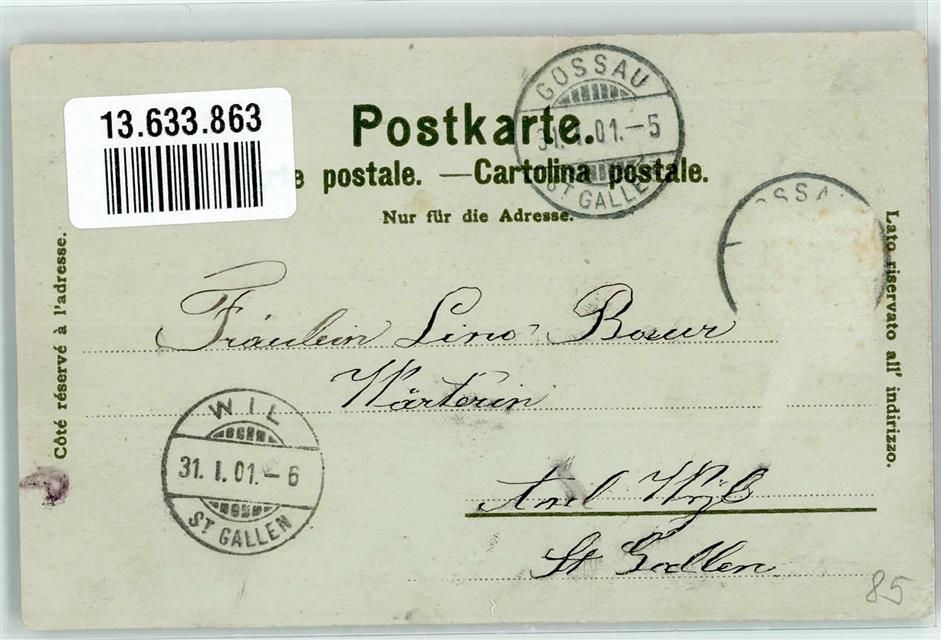 13.633.863
Postkarte.
e postale. — Cartolina postale.
Nur für die Adresse.
GOSSAU
31. I. 01. – 5
ST GALLEN
OSSA
Côté réservé à l'adresse.
Lato riservato all' indirizzo.
Fräulein Lina
Wärterin
WIL
31. I. 01. – 6
ST GALLEN
St Gallen
85